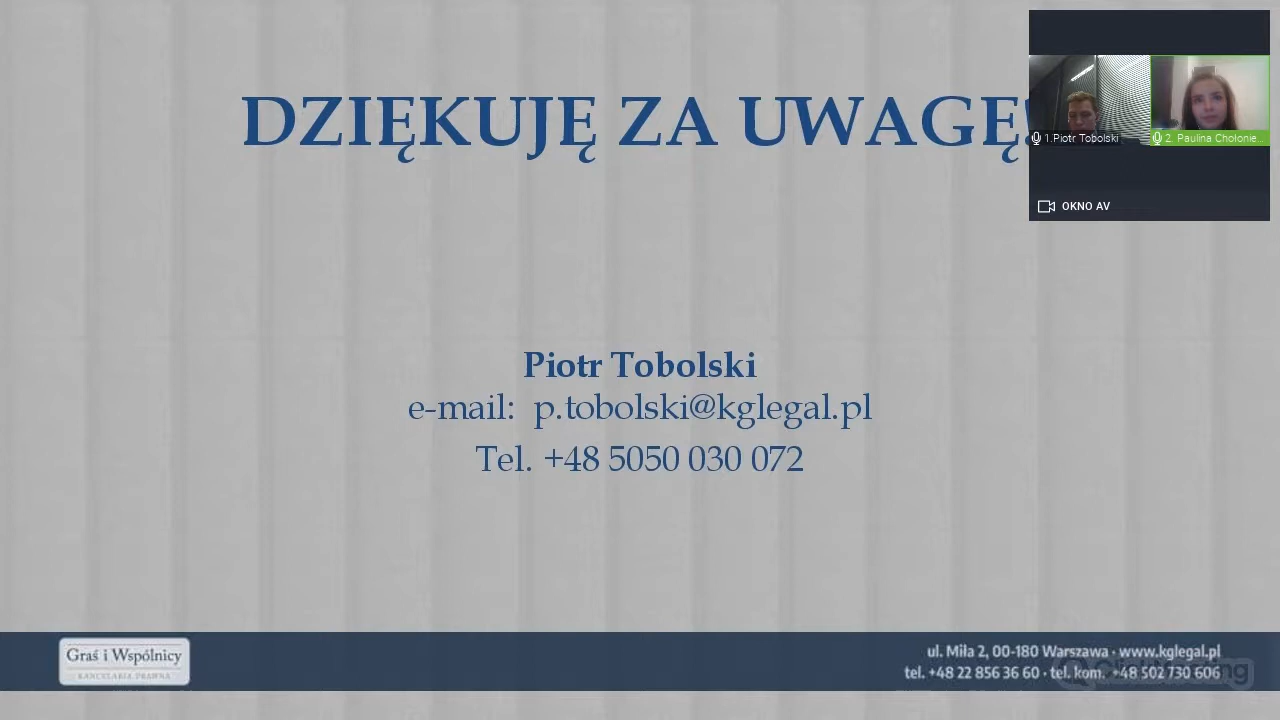 DZIĘKUJĘ ZA UWAGĘ!
1.Piotr Tobolski
2. Paulina Chołonie...
OKNO AV
Piotr Tobolski
e-mail: p.tobolski@kglegal.pl
Tel. +48 5050 030 072
Graś i Wspólnicy
KANCELARIA PRAWNA
ul. Miła 2, 00-180 Warszawa · www.kglegal.pl
tel. +48 22 856 36 60 · tel. kom. +48 502 730 606